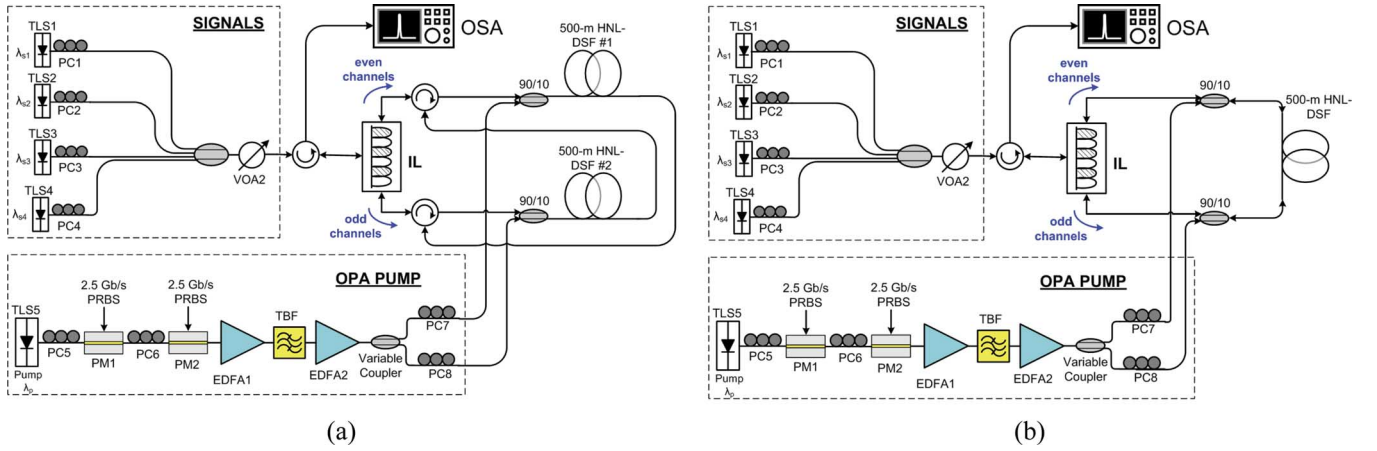 SIGNALS
TLS1
λs1
PC1
TLS2
λs2
PC2
TLS3
λs3
PC3
TLS4
λs4
PC4
VOA2
OSA
even
channels
IL
odd
channels
90/10
500-m HNL-
DSF #1
90/10
500-m HNL-
DSF #2
OPA PUMP
TLS5
Pump
λp
PC5
2.5 Gb/s
PRBS
PM1
PC6
2.5 Gb/s
PRBS
PM2
EDFA1
TBF
EDFA2
Variable
Coupler
PC7
PC8
(a)
SIGNALS
TLS1
λs1
PC1
TLS2
λs2
PC2
TLS3
λs3
PC3
TLS4
λs4
PC4
VOA2
OSA
even
channels
IL
odd
channels
90/10
90/10
500-m HNL-
DSF
OPA PUMP
TLS5
Pump
λp
PC5
2.5 Gb/s
PRBS
PM1
PC6
2.5 Gb/s
PRBS
PM2
EDFA1
TBF
EDFA2
Variable
Coupler
PC7
PC8
(b)